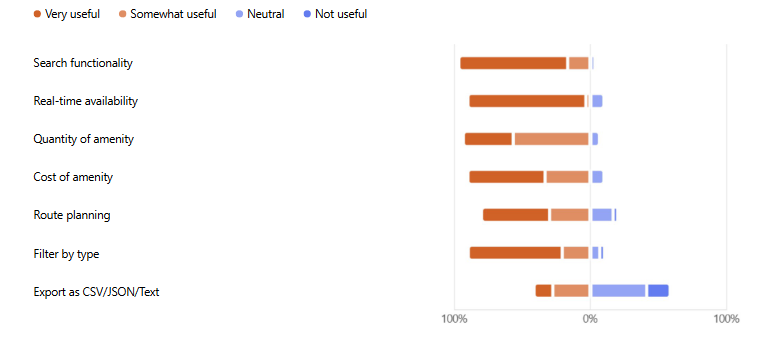 Very useful Somewhat useful Neutral Not useful
Search functionality
Real-time availability
Quantity of amenity
Cost of amenity
Route planning
Filter by type
Export as CSV/JSON/Text
100% 0% 100%